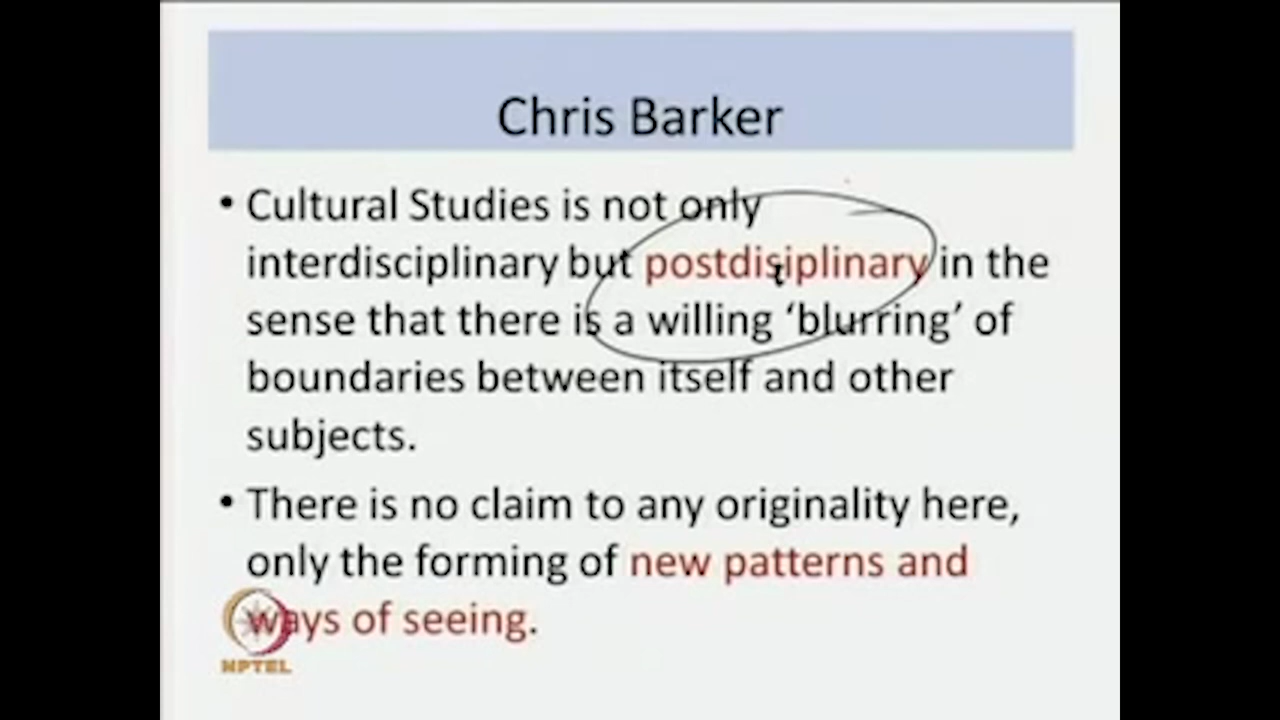 Chris Barker
• Cultural Studies is not only
interdisciplinary but postdisiplinary in the
sense that there is a willing ‘blurring’ of
boundaries between itself and other
subjects.
• There is no claim to any originality here,
only the forming of new patterns and
ways of seeing.
NPTEL